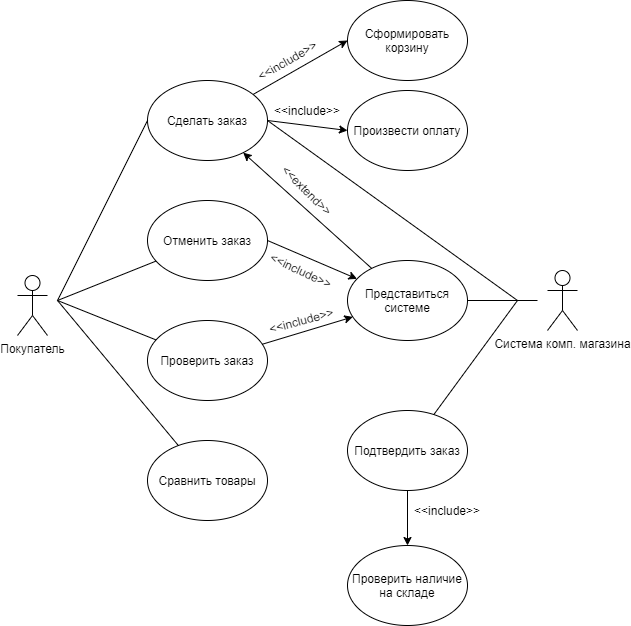 Сформировать
корзину
<<include>>
Сделать заказ
<<include>>
Произвести оплату
<<extend>>
Отменить заказ
<<include>>
Представиться
системе
<<include>>
Покупатель
Система комп. магазина
Проверить заказ
Подтвердить заказ
Сравнить товары
<<include>>
Проверить наличие
на складе